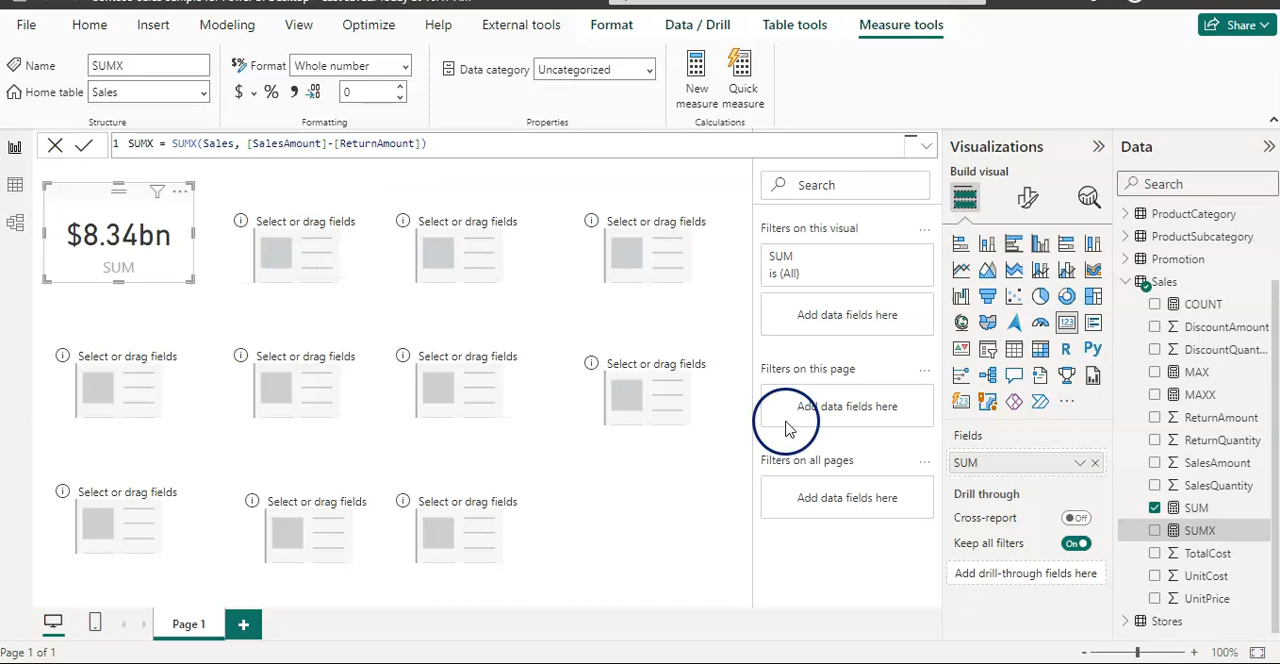 File Home Insert Modeling View Optimize Help External tools Format Data / Drill Table tools Measure tools Share
Name SUMX
Home table Sales
Structure
Format Whole number
$ % 0
Formatting
Data category Uncategorized
Properties
New measure
Quick measure
Calculations
1 SUMX = SUMX(Sales, [SalesAmount]-[ReturnAmount])
$8.34bn
SUM
Select or drag fields
Select or drag fields
Select or drag fields
Select or drag fields
Select or drag fields
Select or drag fields
Select or drag fields
Select or drag fields
Select or drag fields
Select or drag fields
Search
Filters on this visual
SUM
is (All)
Add data fields here
Filters on this page
Add data fields here
Filters on all pages
Add data fields here
Visualizations
Build visual
123
R Py
Fields
SUM
Drill through
Cross-report Off
Keep all filters On
Add drill-through fields here
Data
Search
ProductCategory
ProductSubcategory
Promotion
Sales
COUNT
DiscountAmount
DiscountQuant...
MAX
MAXX
ReturnAmount
ReturnQuantity
SalesAmount
SalesQuantity
SUM
SUMX
TotalCost
UnitCost
UnitPrice
Stores
Page 1
Page 1 of 1
- + 100%